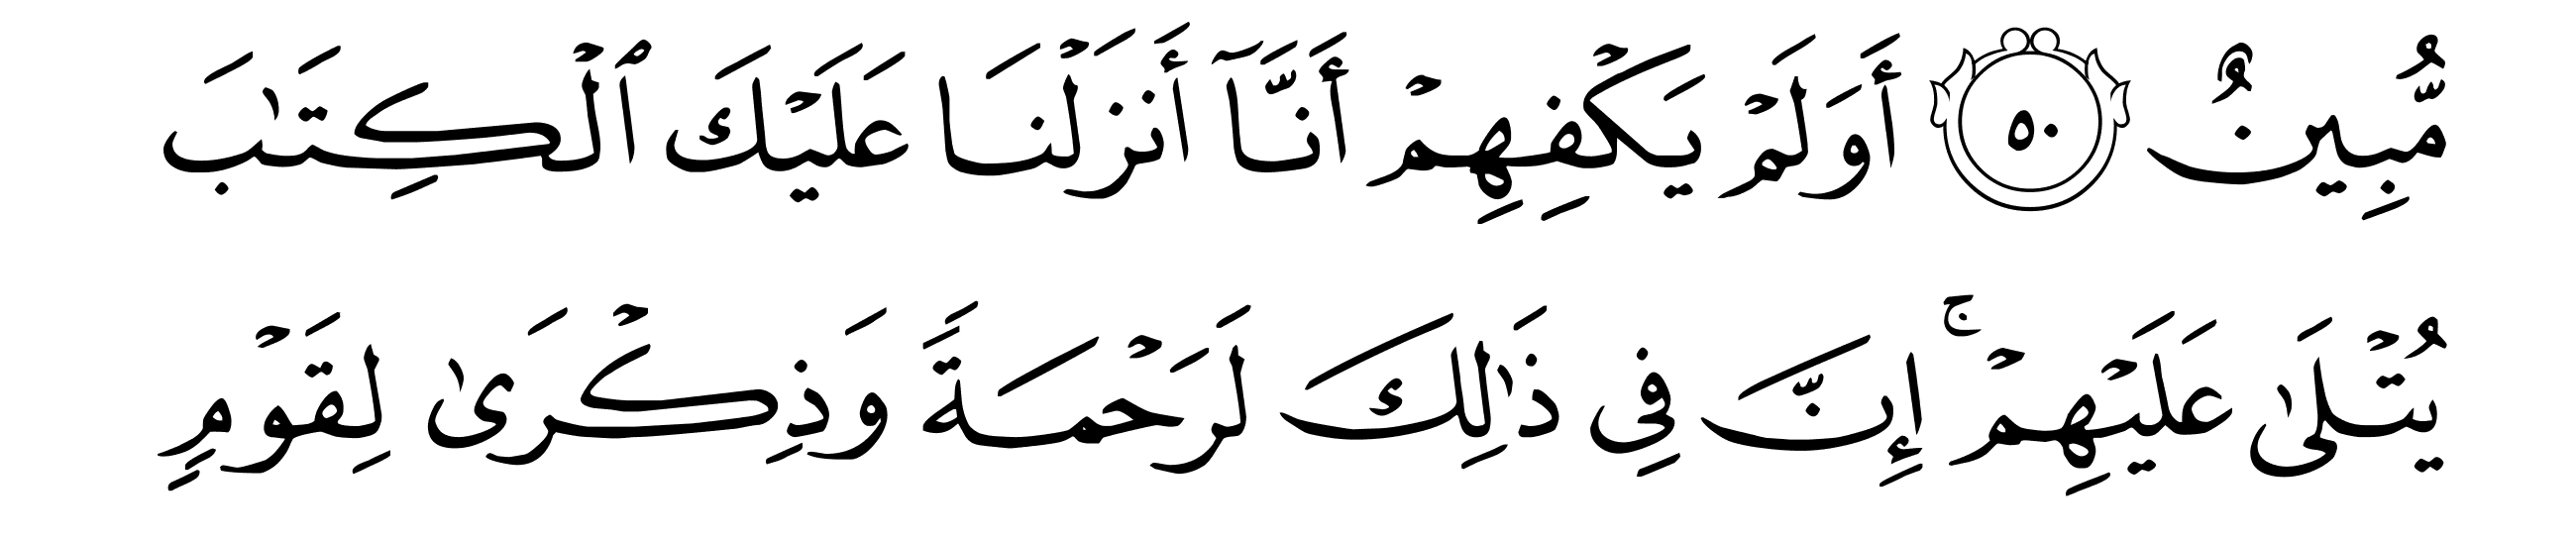 مُّبِينٌ ٥٠ أَوَلَمْ يَكْفِهِمْ أَنَّآ أَنزَلْنَا عَلَيْكَ ٱلْكِتَٰبَ
يُتْلَىٰ عَلَيْهِمْ ۚ إِنَّ فِي ذَٰلِكَ لَرَحْمَةً وَذِكْرَىٰ لِقَوْمٍ